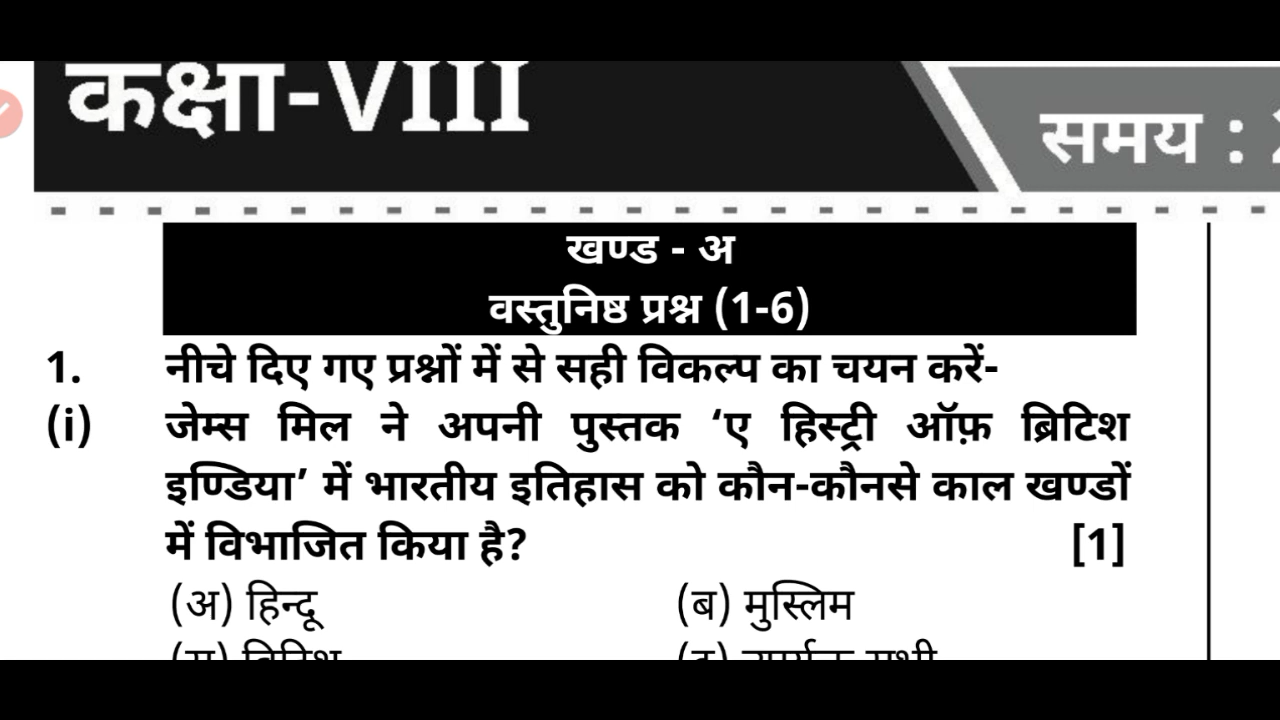 कक्षा-VIII
समय :
खण्ड - अ
वस्तुनिष्ठ प्रश्न (1-6)
1. नीचे दिए गए प्रश्नों में से सही विकल्प का चयन करें-
(i) जेम्स मिल ने अपनी पुस्तक ‘ए हिस्ट्री ऑफ़ ब्रिटिश
इण्डिया’ में भारतीय इतिहास को कौन-कौनसे काल खण्डों
में विभाजित किया है? [1]
(अ) हिन्दू (ब) मुस्लिम